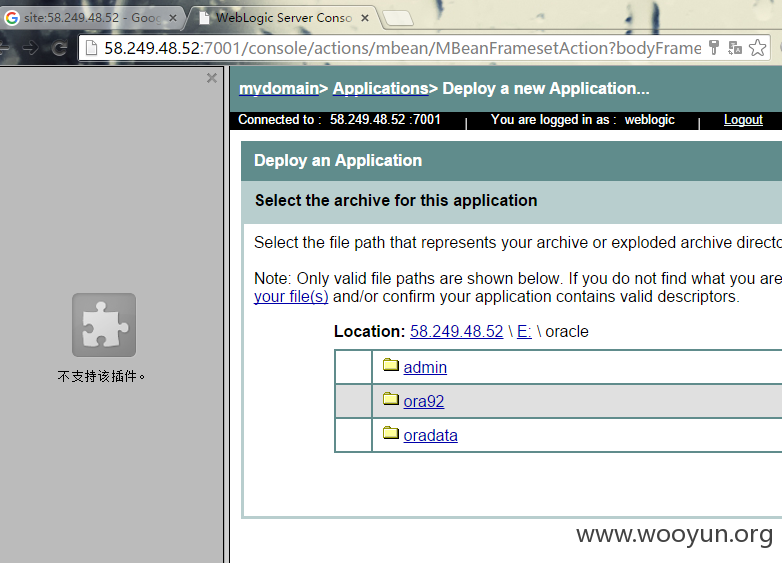 site:58.249.48.52 - Goog
WebLogic Server Conso
58.249.48.52:7001/console/actions/mbean/MBeanFramesetAction?bodyFrame
mydomain> Applications> Deploy a new Application...
Connected to : 58.249.48.52 :7001 | You are logged in as : weblogic | Logout
Deploy an Application
Select the archive for this application
Select the file path that represents your archive or exploded archive directo
Note: Only valid file paths are shown below. If you do not find what you are
your file(s) and/or confirm your application contains valid descriptors.
Location: 58.249.48.52 \ E: \ oracle
admin
ora92
oradata
不支持该插件。
www.wooyun.org